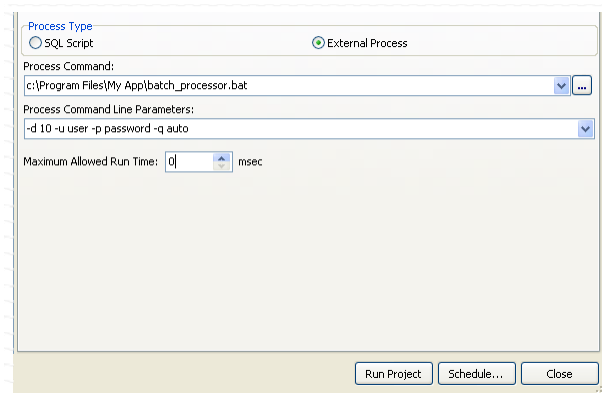 Process Type
SQL Script
External Process
Process Command:
c:\Program Files\My App\batch_processor.bat
...
Process Command Line Parameters:
-d 10 -u user -p password -q auto
Maximum Allowed Run Time: 0 msec
Run Project
Schedule...
Close